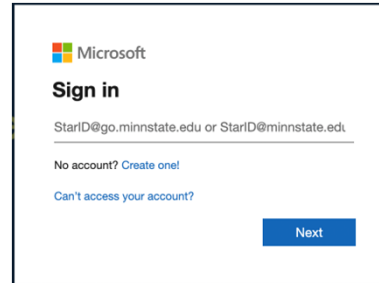 Microsoft
Sign in
StarID@go.minnstate.edu or StarID@minnstate.edu
No account? Create one!
Can't access your account?
Next